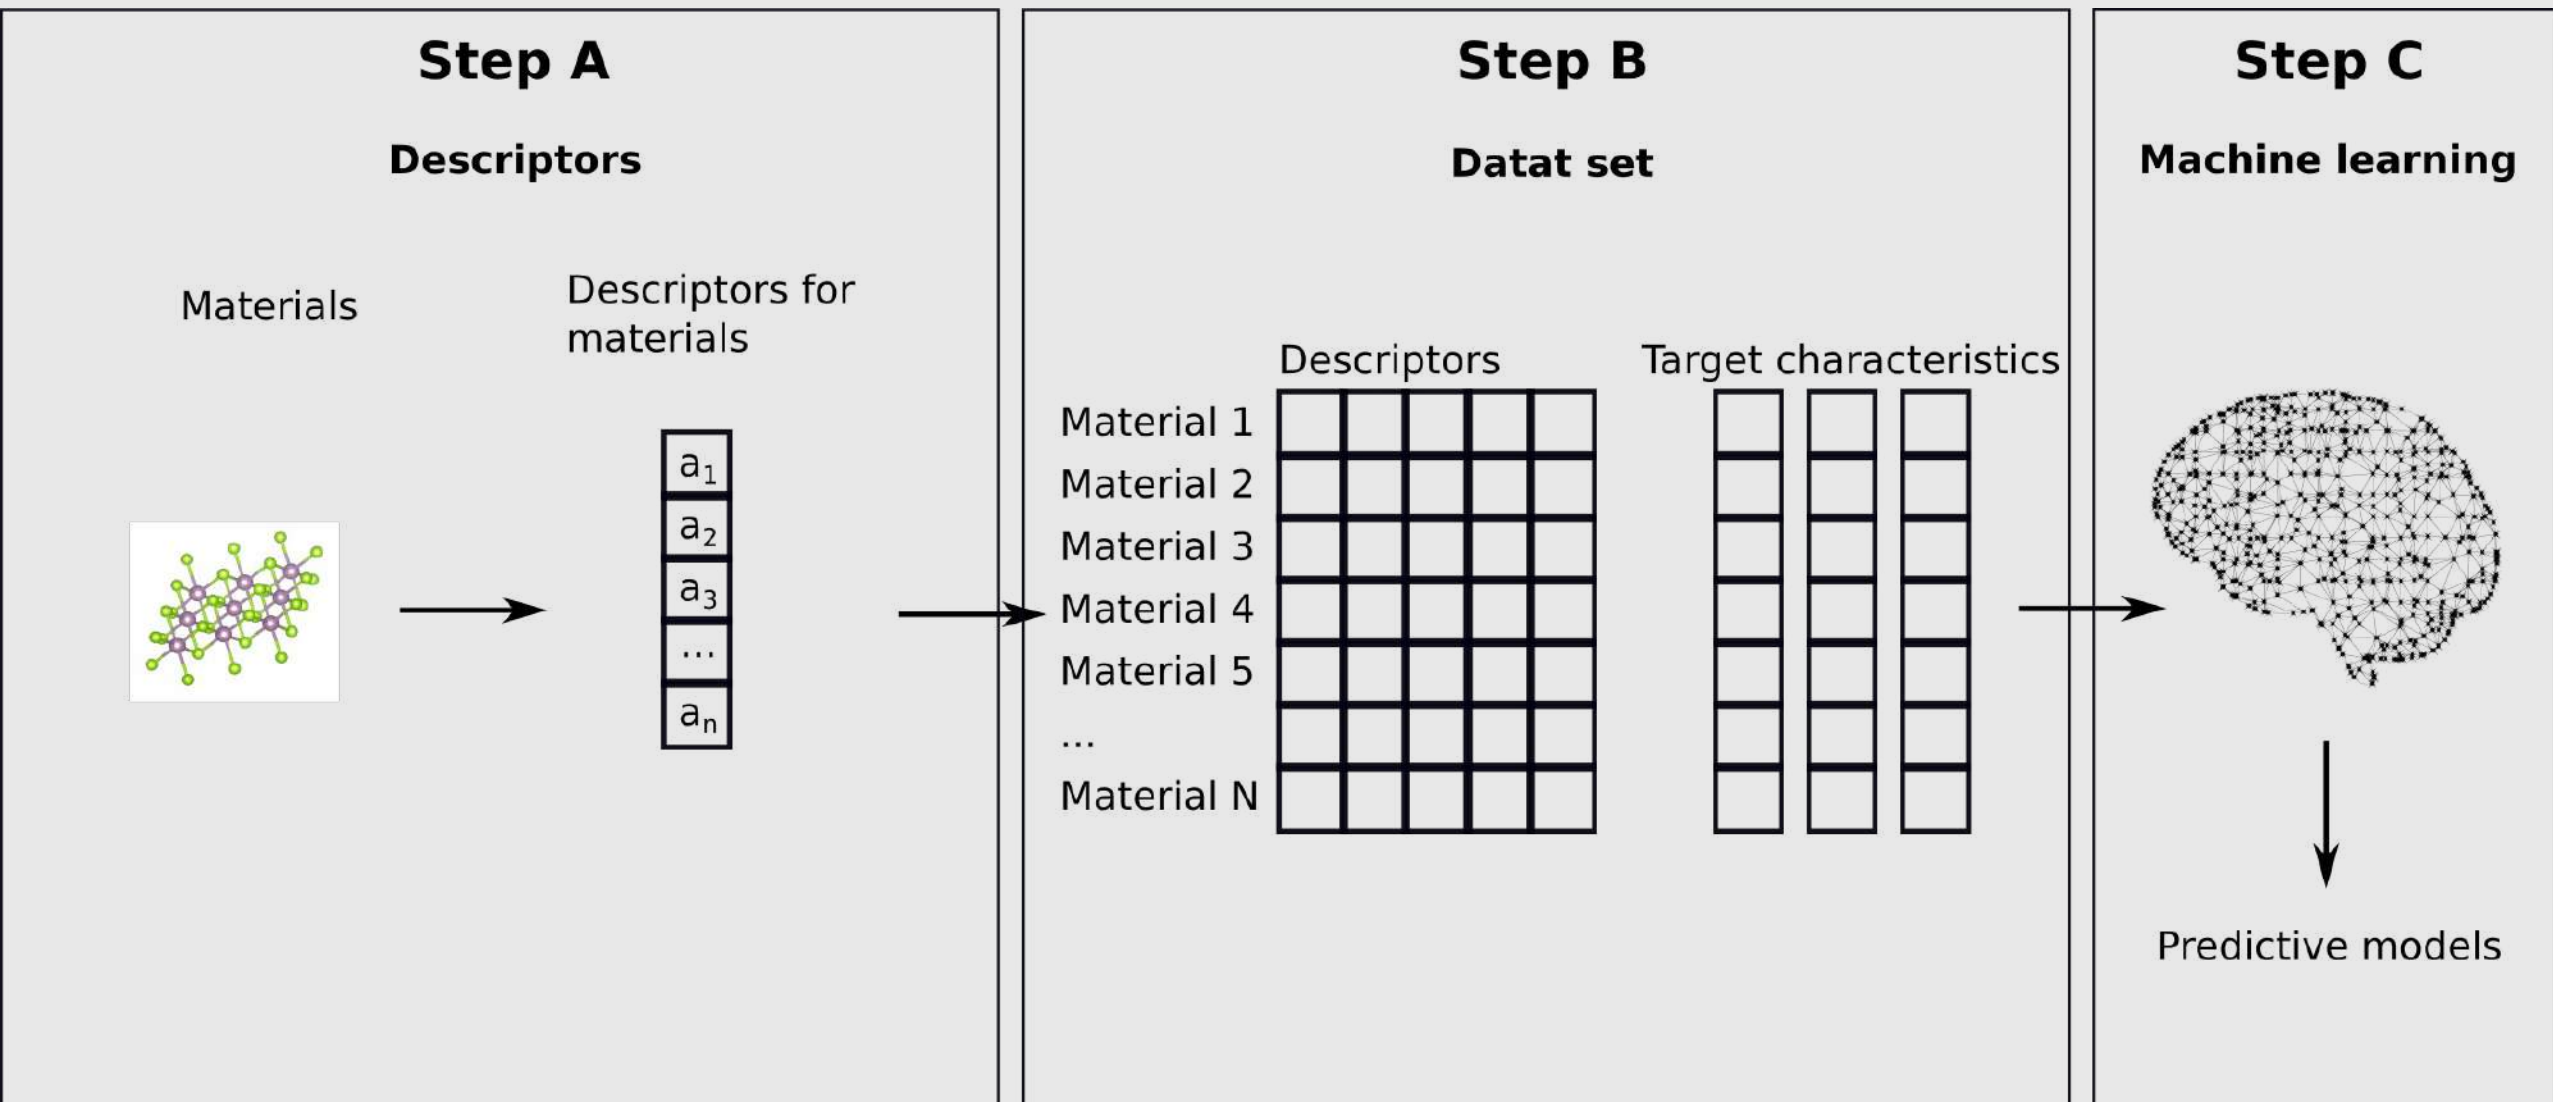 Step A
Descriptors
Materials
Descriptors for
materials
a₁
a₂
a₃
...
aₙ
Step B
Datat set
Descriptors
Target characteristics
Material 1
Material 2
Material 3
Material 4
Material 5
...
Material N
Step C
Machine learning
Predictive models